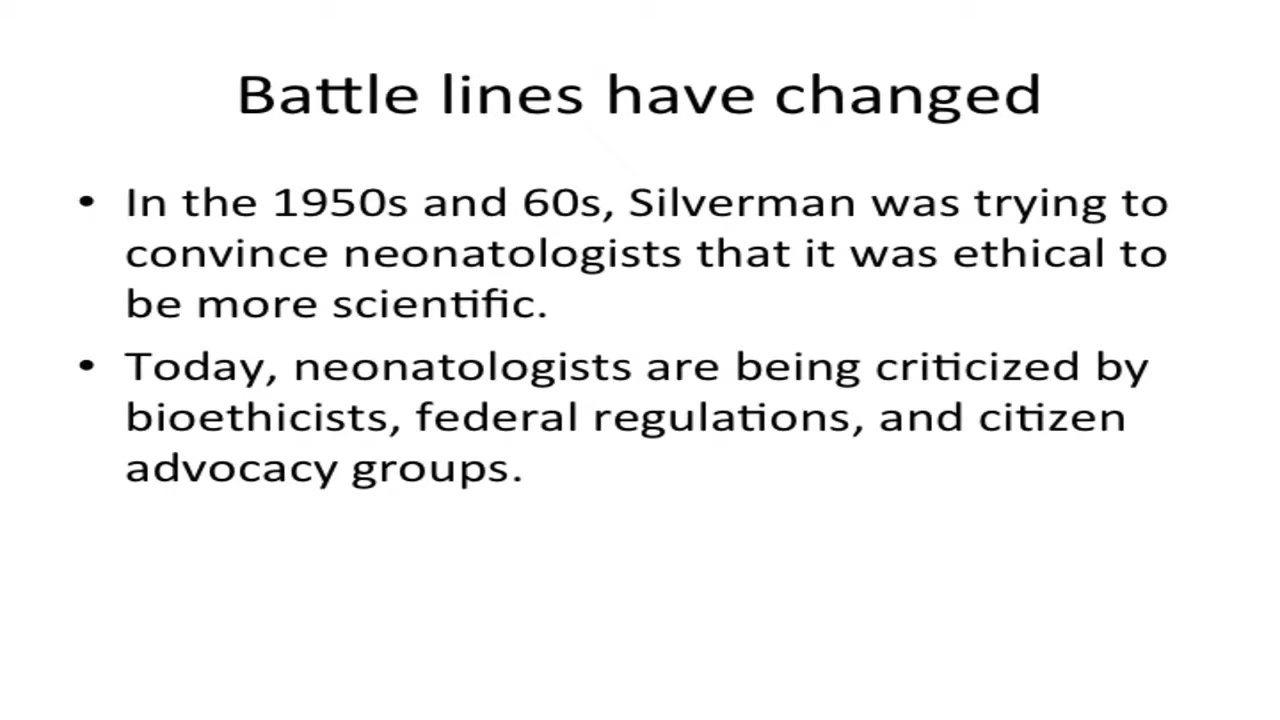 Battle lines have changed
• In the 1950s and 60s, Silverman was trying to
convince neonatologists that it was ethical to
be more scientific.
• Today, neonatologists are being criticized by
bioethicists, federal regulations, and citizen
advocacy groups.